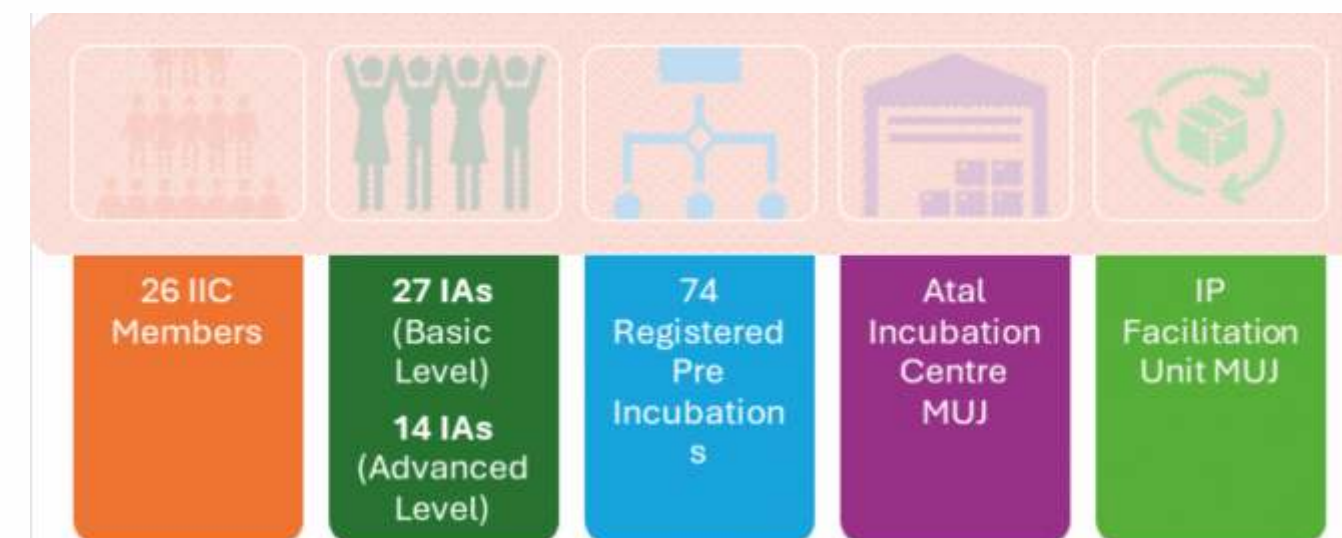 26 IIC
Members
27 IAs
(Basic
Level)
14 IAs
(Advanced
Level)
74
Registered
Pre
Incubation
s
Atal
Incubation
Centre
MUJ
IP
Facilitation
Unit MUJ